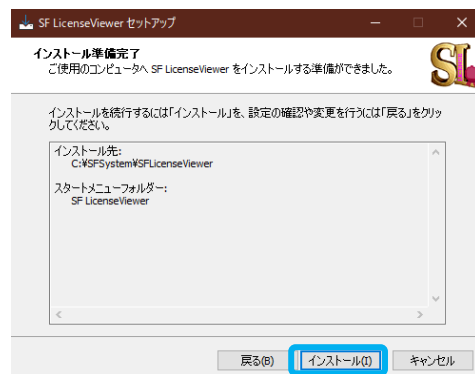 SF LicenseViewer セットアップ
インストール準備完了
ご使用のコンピュータへ SF LicenseViewer をインストールする準備ができました。
SL
インストールを続行するには「インストール」を、設定の確認や変更を行うには「戻る」をクリッ
クしてください。
インストール先:
C:¥SFSystem¥SFLicenseViewer
スタートメニューフォルダー:
SF LicenseViewer
戻る(B)
インストール(I)
キャンセル